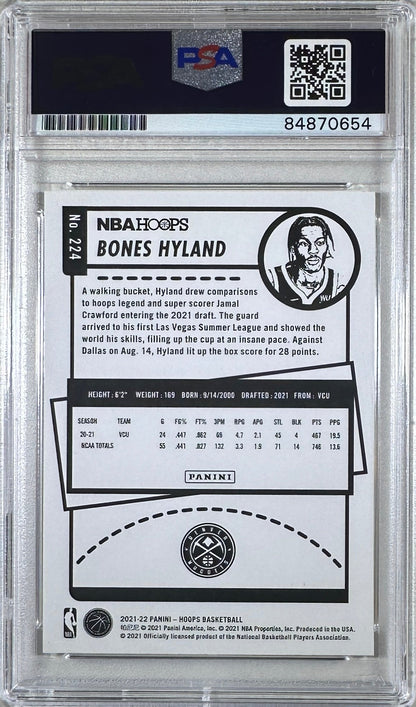 PSA
84870654
No. 224
NBA HOOPS
BONES HYLAND
A walking bucket, Hyland drew comparisons
to hoops legend and super scorer Jamal
Crawford entering the 2021 draft. The guard
arrived to his first Las Vegas Summer League and showed the
world his skills, filling up the cup at an insane pace. Against
Dallas on Aug. 14, Hyland lit up the box score for 28 points.
HEIGHT: 6'2" WEIGHT: 169 BORN: 9/14/2000 DRAFTED: 2021 FROM: VCU
SEASON TEAM G FG% FT% 3PM RPG APG STL BLK PTS PPG
20-21 VCU 24 .447 .862 69 4.7 2.1 45 4 467 19.5
NCAA TOTALS 55 .441 .827 132 3.3 1.9 71 14 746 13.6
PANINI
DENVER
NUGGETS
2021-22 PANINI – HOOPS BASKETBALL
© 2021 Panini America, Inc. © 2021 NBA Properties, Inc. Produced in the USA.
© 2021 Officially licensed product of the National Basketball Players Association.
NBA